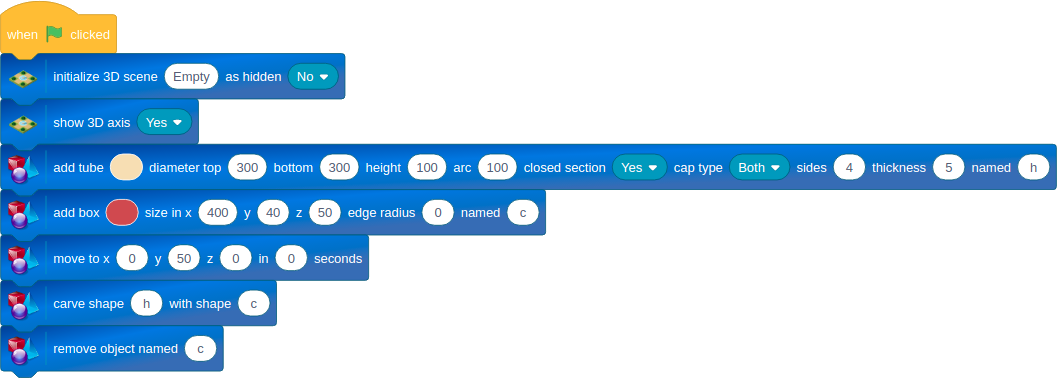 when clicked
initialize 3D scene Empty as hidden No
show 3D axis Yes
add tube diameter top 300 bottom 300 height 100 arc 100 closed section Yes cap type Both sides 4 thickness 5 named h
add box size in x 400 y 40 z 50 edge radius 0 named c
move to x 0 y 50 z 0 in 0 seconds
carve shape h with shape c
remove object named c